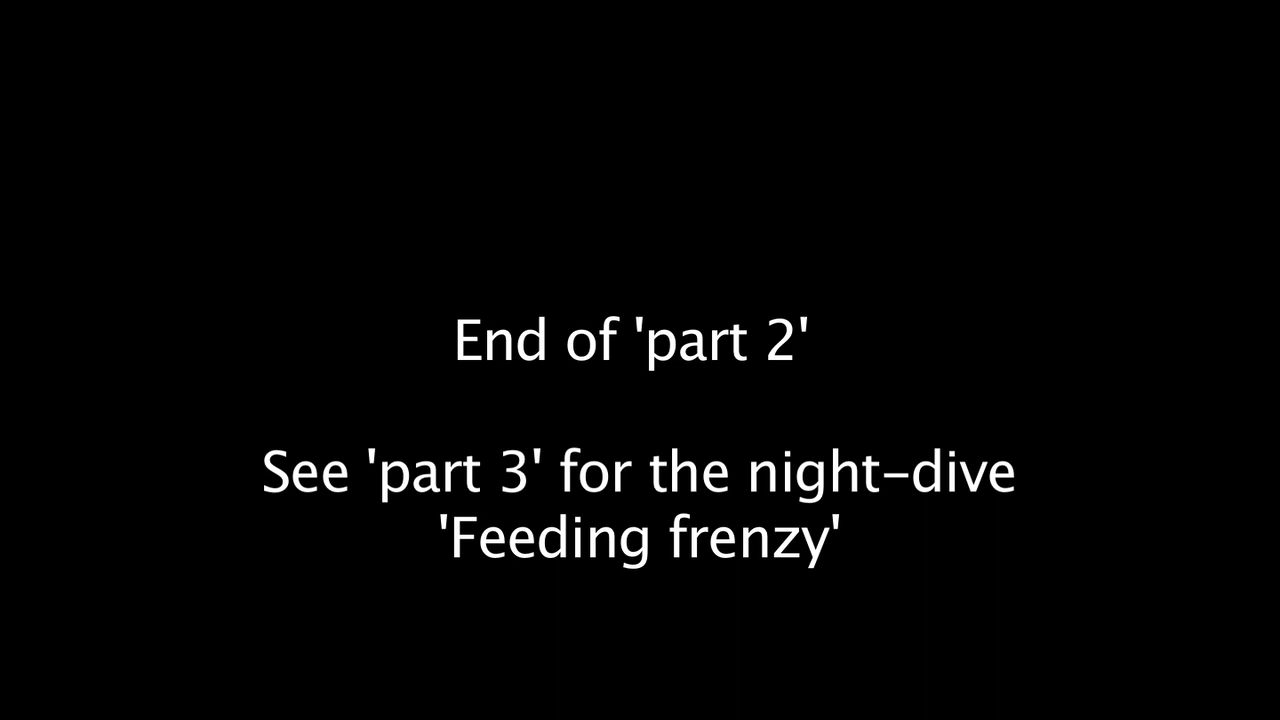 End of 'part 2'
See 'part 3' for the night-dive
'Feeding frenzy'